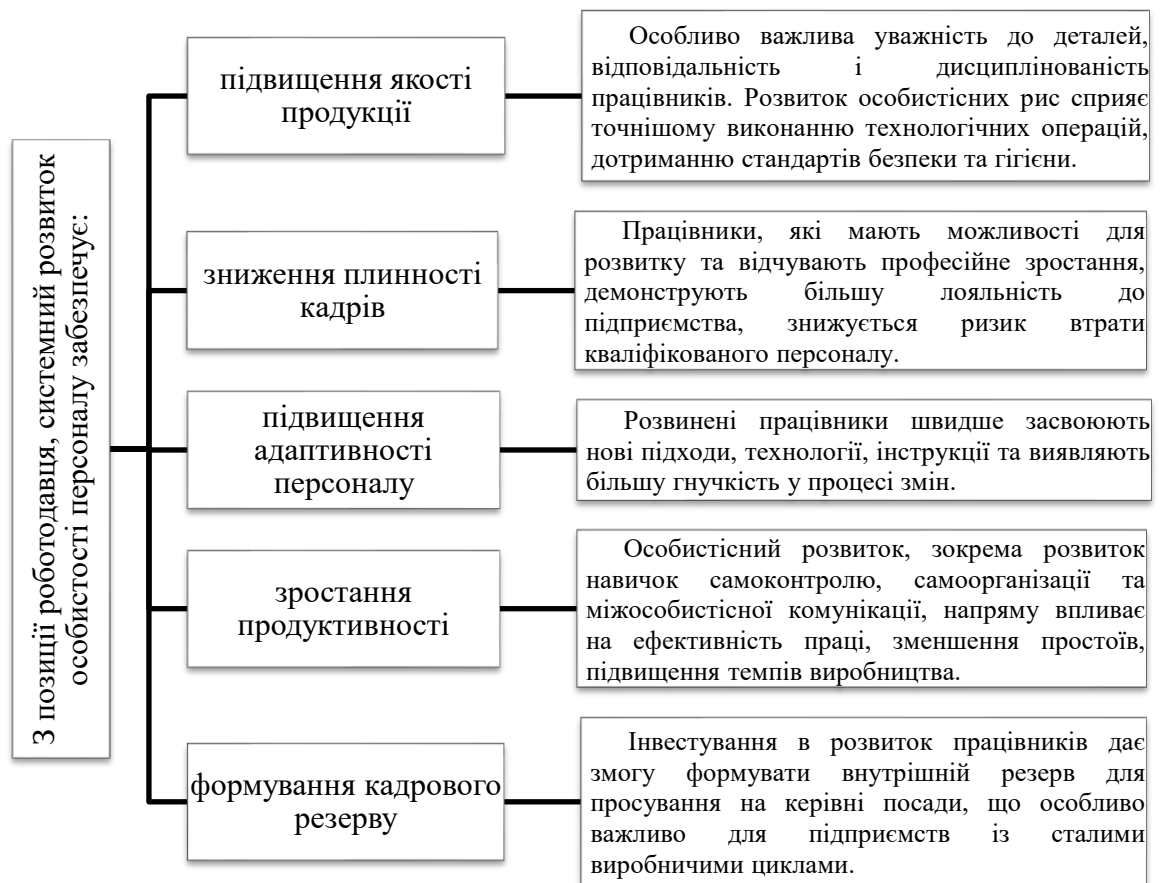 З позиції роботодавця, системний розвиток
особистості персоналу забезпечує:
підвищення якості
продукції
Особливо важлива уважність до деталей,
відповідальність і дисциплінованість
працівників. Розвиток особистісних рис сприяє
точнішому виконанню технологічних операцій,
дотриманню стандартів безпеки та гігієни.
зниження плинності
кадрів
Працівники, які мають можливості для
розвитку та відчувають професійне зростання,
демонструють більшу лояльність до
підприємства, знижується ризик втрати
кваліфікованого персоналу.
підвищення
адаптивності
персоналу
Розвинені працівники швидше засвоюють
нові підходи, технології, інструкції та виявляють
більшу гнучкість у процесі змін.
зростання
продуктивності
Особистісний розвиток, зокрема розвиток
навичок самоконтролю, самоорганізації та
міжособистісної комунікації, напряму впливає
на ефективність праці, зменшення простоїв,
підвищення темпів виробництва.
формування кадрового
резерву
Інвестування в розвиток працівників дає
змогу формувати внутрішній резерв для
просування на керівні посади, що особливо
важливо для підприємств із сталими
виробничими циклами.